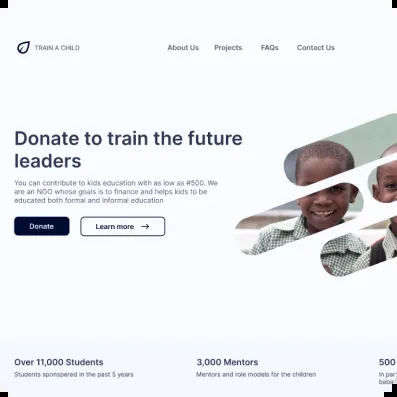 TRAIN A CHILD
About Us Projects FAQs Contact Us
Donate to train the future
leaders
You can contribute to kids education with as low as #500. We
are an NGO whose goals is to finance and helps kids to be
educated both formal and informal education
Donate Learn more →
Over 11,000 Students 3,000 Mentors 500
Students sponspered in the past 5 years Mentors and role models for the children In par